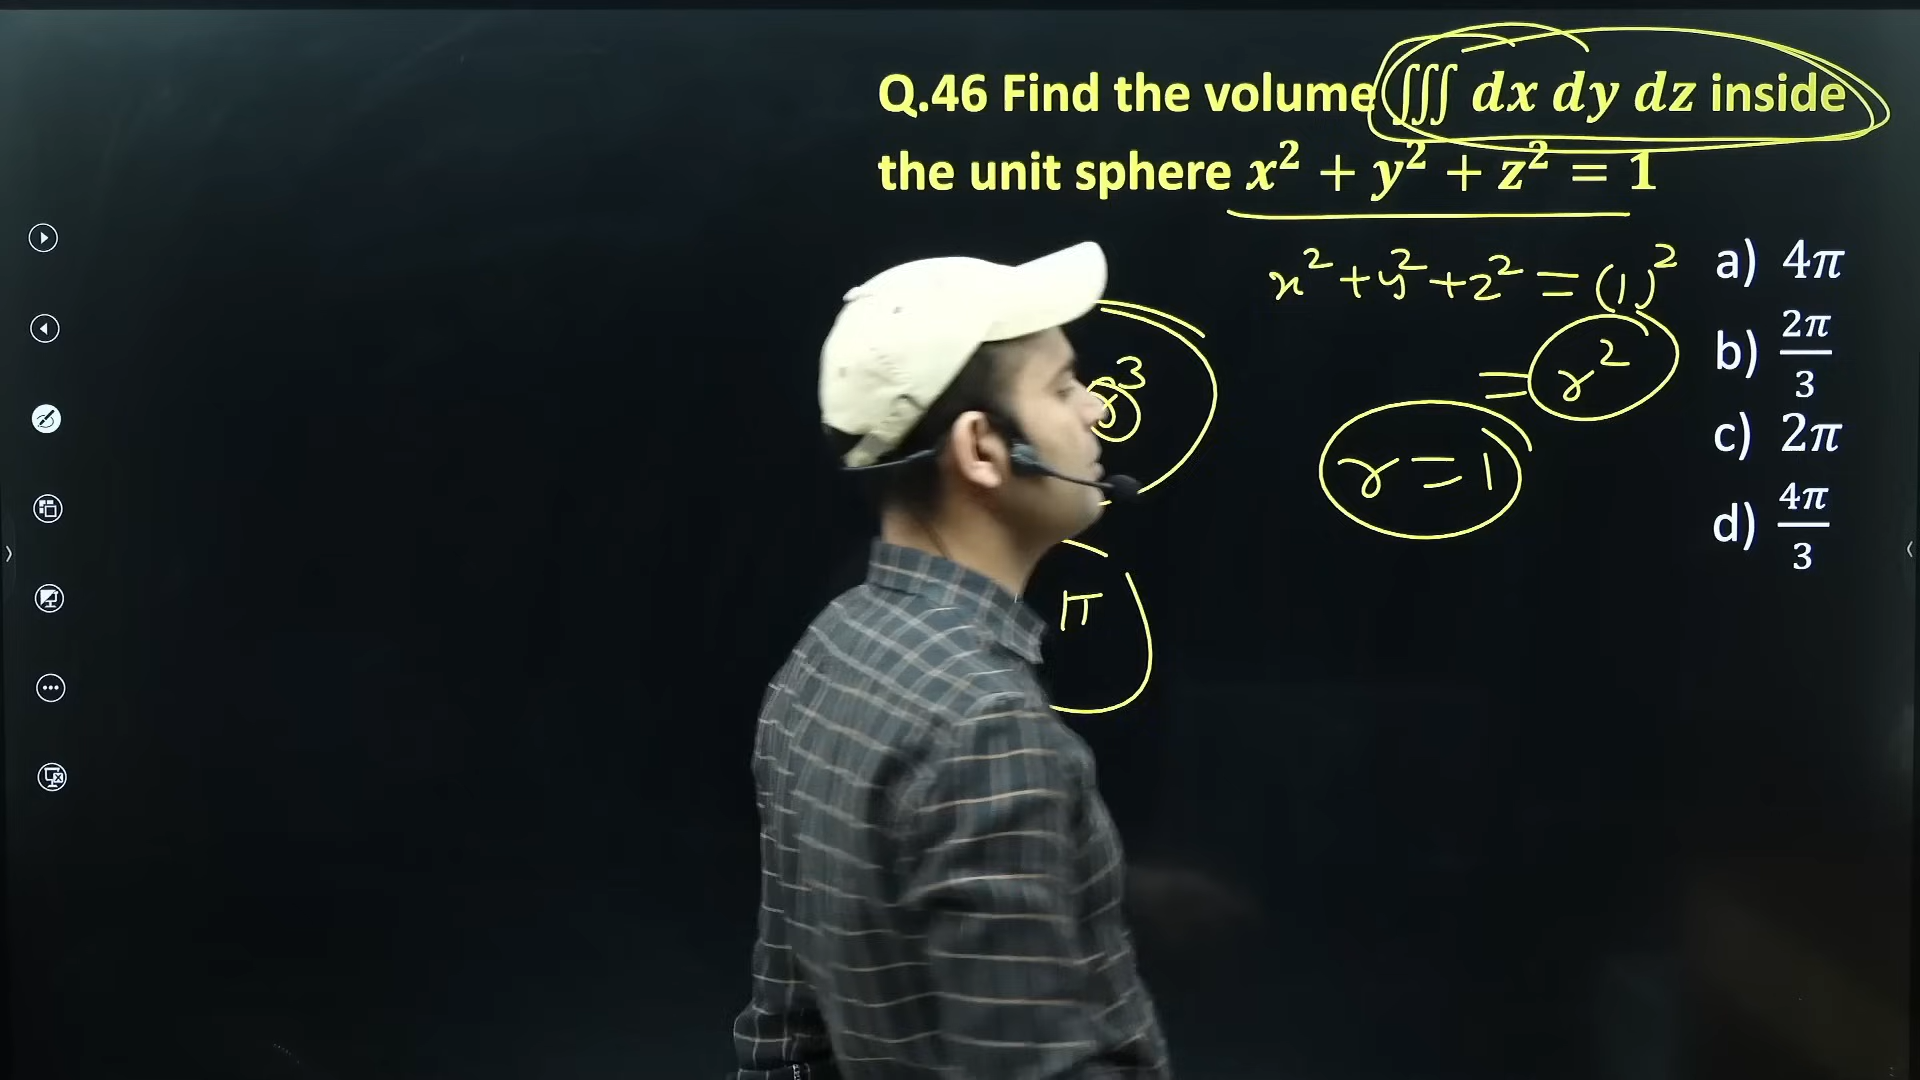 Q.46 Find the volume ∭ dx dy dz inside
the unit sphere x² + y² + z² = 1
x² + y² + z² = (1)²
= r²
r = 1
r³
π
a) 4π
b) 2π/3
c) 2π
d) 4π/3